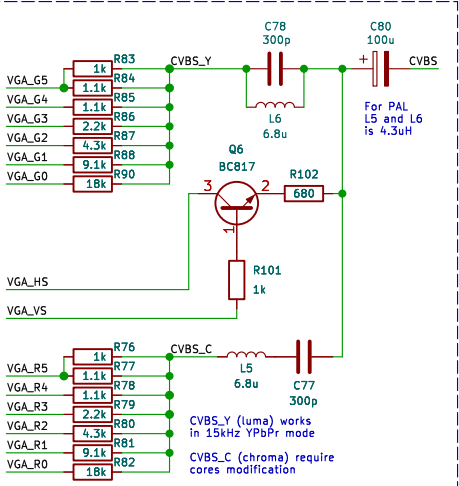 C78
300p
C80
100u
R83
1k
CVBS_Y
CVBS
VGA_G5
R84
1.1k
VGA_G4
R85
1.1k
L6
6.8u
For PAL
L5 and L6
is 4.3uH
VGA_G3
R86
2.2k
VGA_G2
R87
4.3k
VGA_G1
R88
9.1k
VGA_G0
R90
18k
Q6
BC817
3
2
1
R102
680
VGA_HS
R101
1k
VGA_VS
R76
1k
CVBS_C
VGA_R5
R77
1.1k
L5
6.8u
C77
300p
VGA_R4
R78
1.1k
VGA_R3
R79
2.2k
VGA_R2
R80
4.3k
VGA_R1
R81
9.1k
VGA_R0
R82
18k
CVBS_Y (luma) works
in 15kHz YPbPr mode
CVBS_C (chroma) require
cores modification